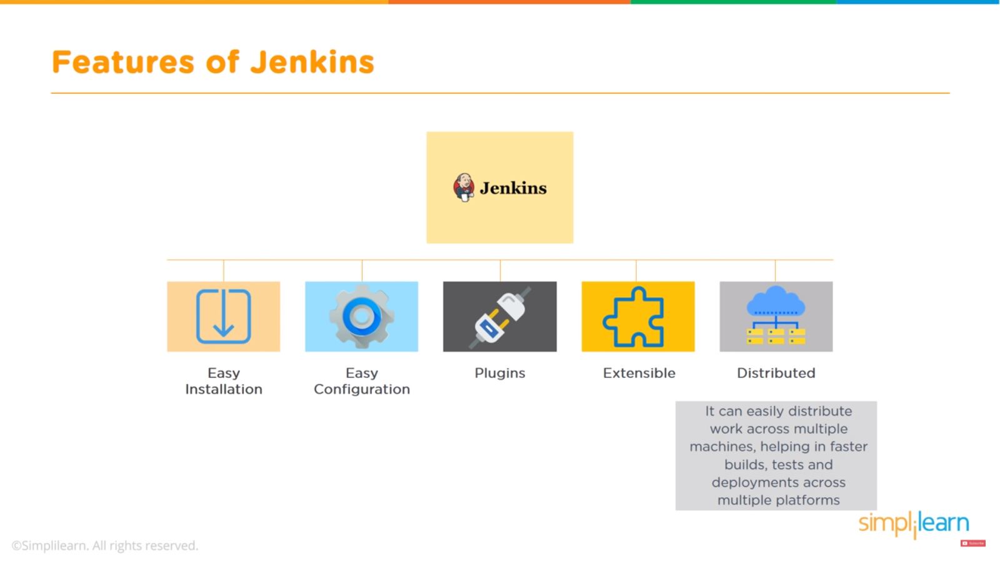 Features of Jenkins
Jenkins
Easy
Installation
Easy
Configuration
Plugins
Extensible
Distributed
It can easily distribute
work across multiple
machines, helping in faster
builds, tests and
deployments across
multiple platforms
simplilearn
Subscribe
©Simplilearn. All rights reserved.